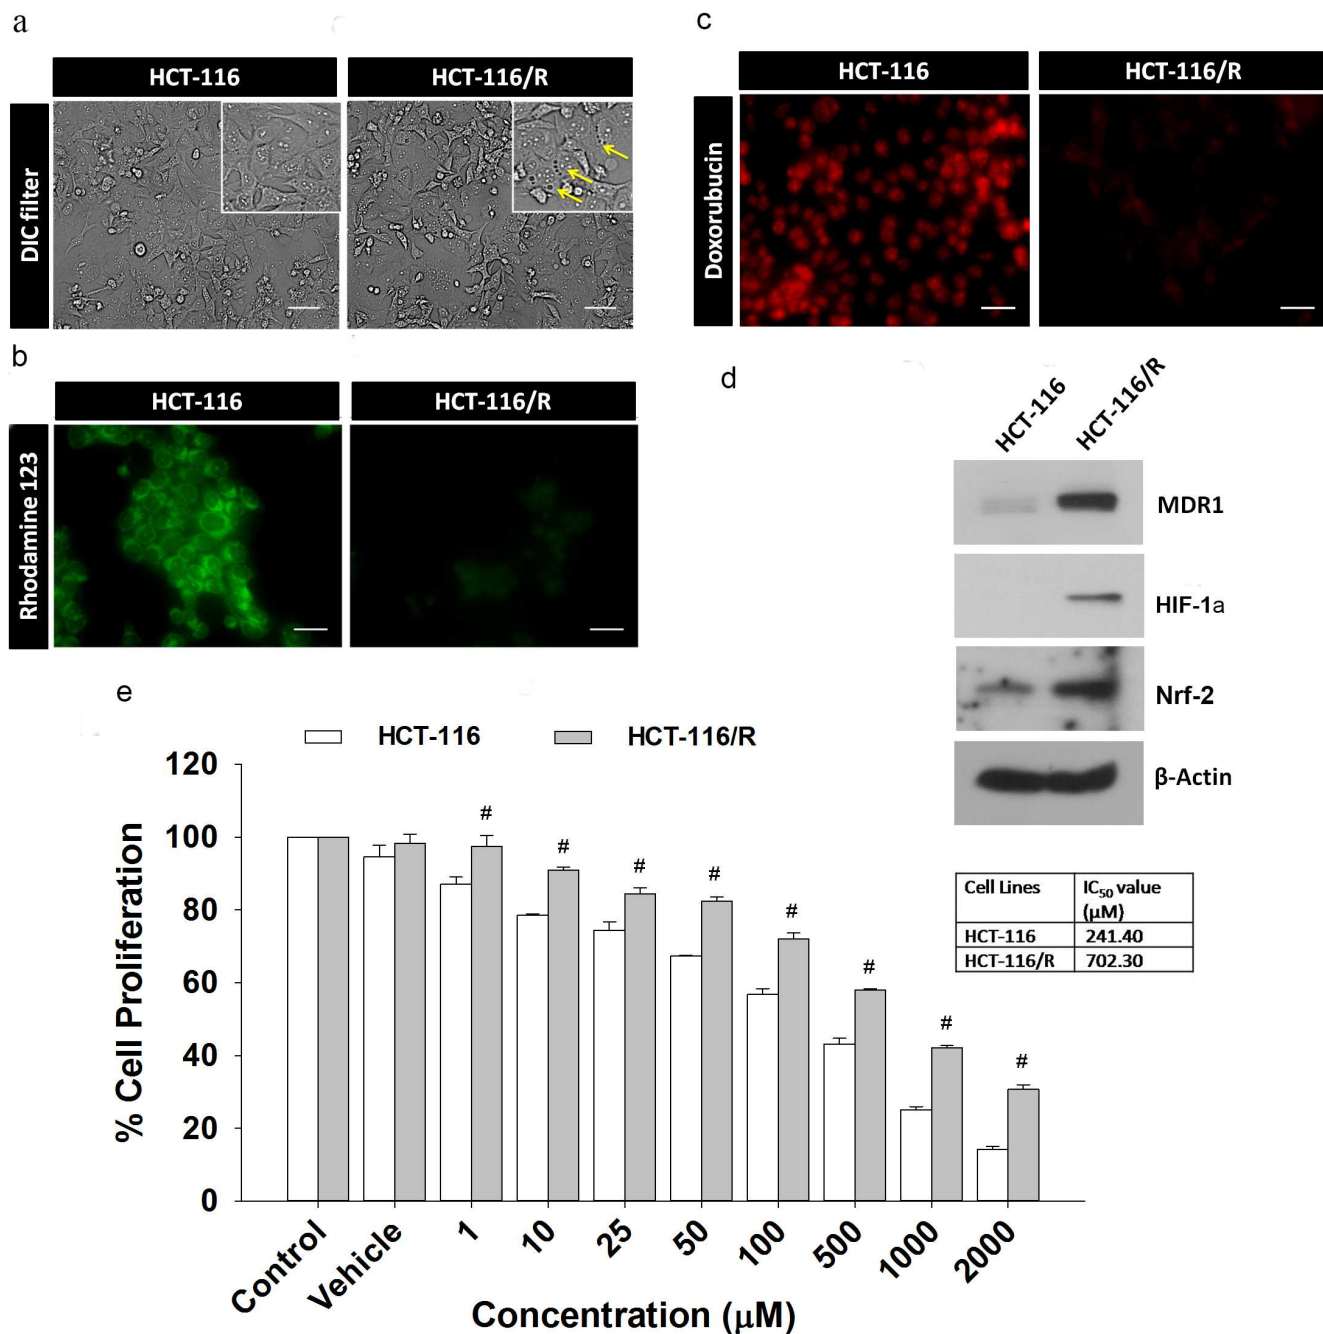 a
HCT-116
HCT-116/R
DIC filter
b
HCT-116
HCT-116/R
Rhodamine 123
c
HCT-116
HCT-116/R
Doxorubucin
d
HCT-116
HCT-116/R
MDR1
HIF-1a
Nrf-2
β-Actin
Cell Lines
IC50 value (μM)
HCT-116
241.40
HCT-116/R
702.30
e
HCT-116
HCT-116/R
% Cell Proliferation
120
100
80
60
40
20
0
#
#
#
#
#
#
#
#
Control
Vehicle
1
10
25
50
100
500
1000
2000
Concentration (μM)